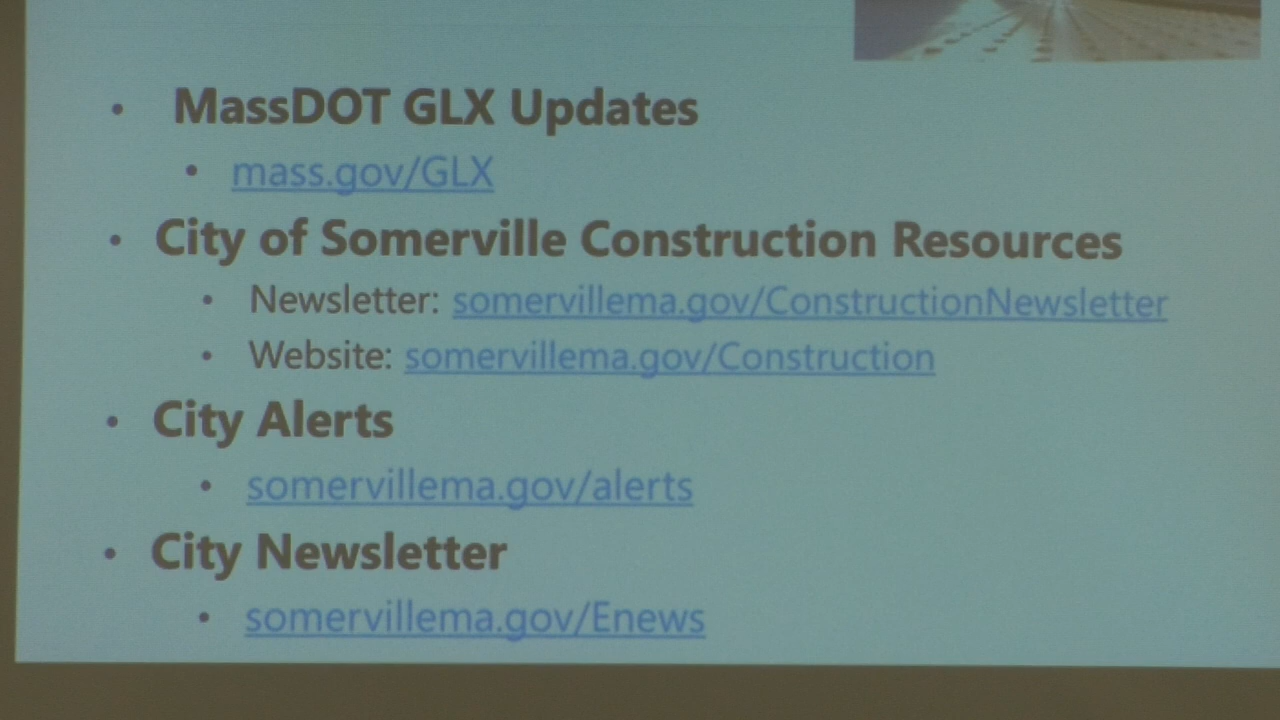 • MassDOT GLX Updates
• mass.gov/GLX
• City of Somerville Construction Resources
• Newsletter: somervillema.gov/ConstructionNewsletter
• Website: somervillema.gov/Construction
• City Alerts
• somervillema.gov/alerts
• City Newsletter
• somervillema.gov/Enews